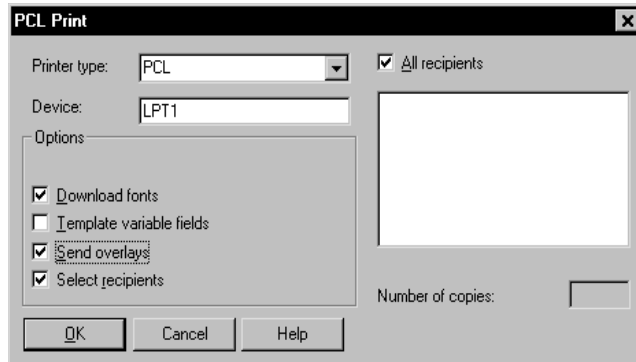 PCL Print
Printer type: PCL
All recipients
Device: LPT1
Options
Download fonts
Template variable fields
Send overlays
Select recipients
Number of copies:
OK Cancel Help